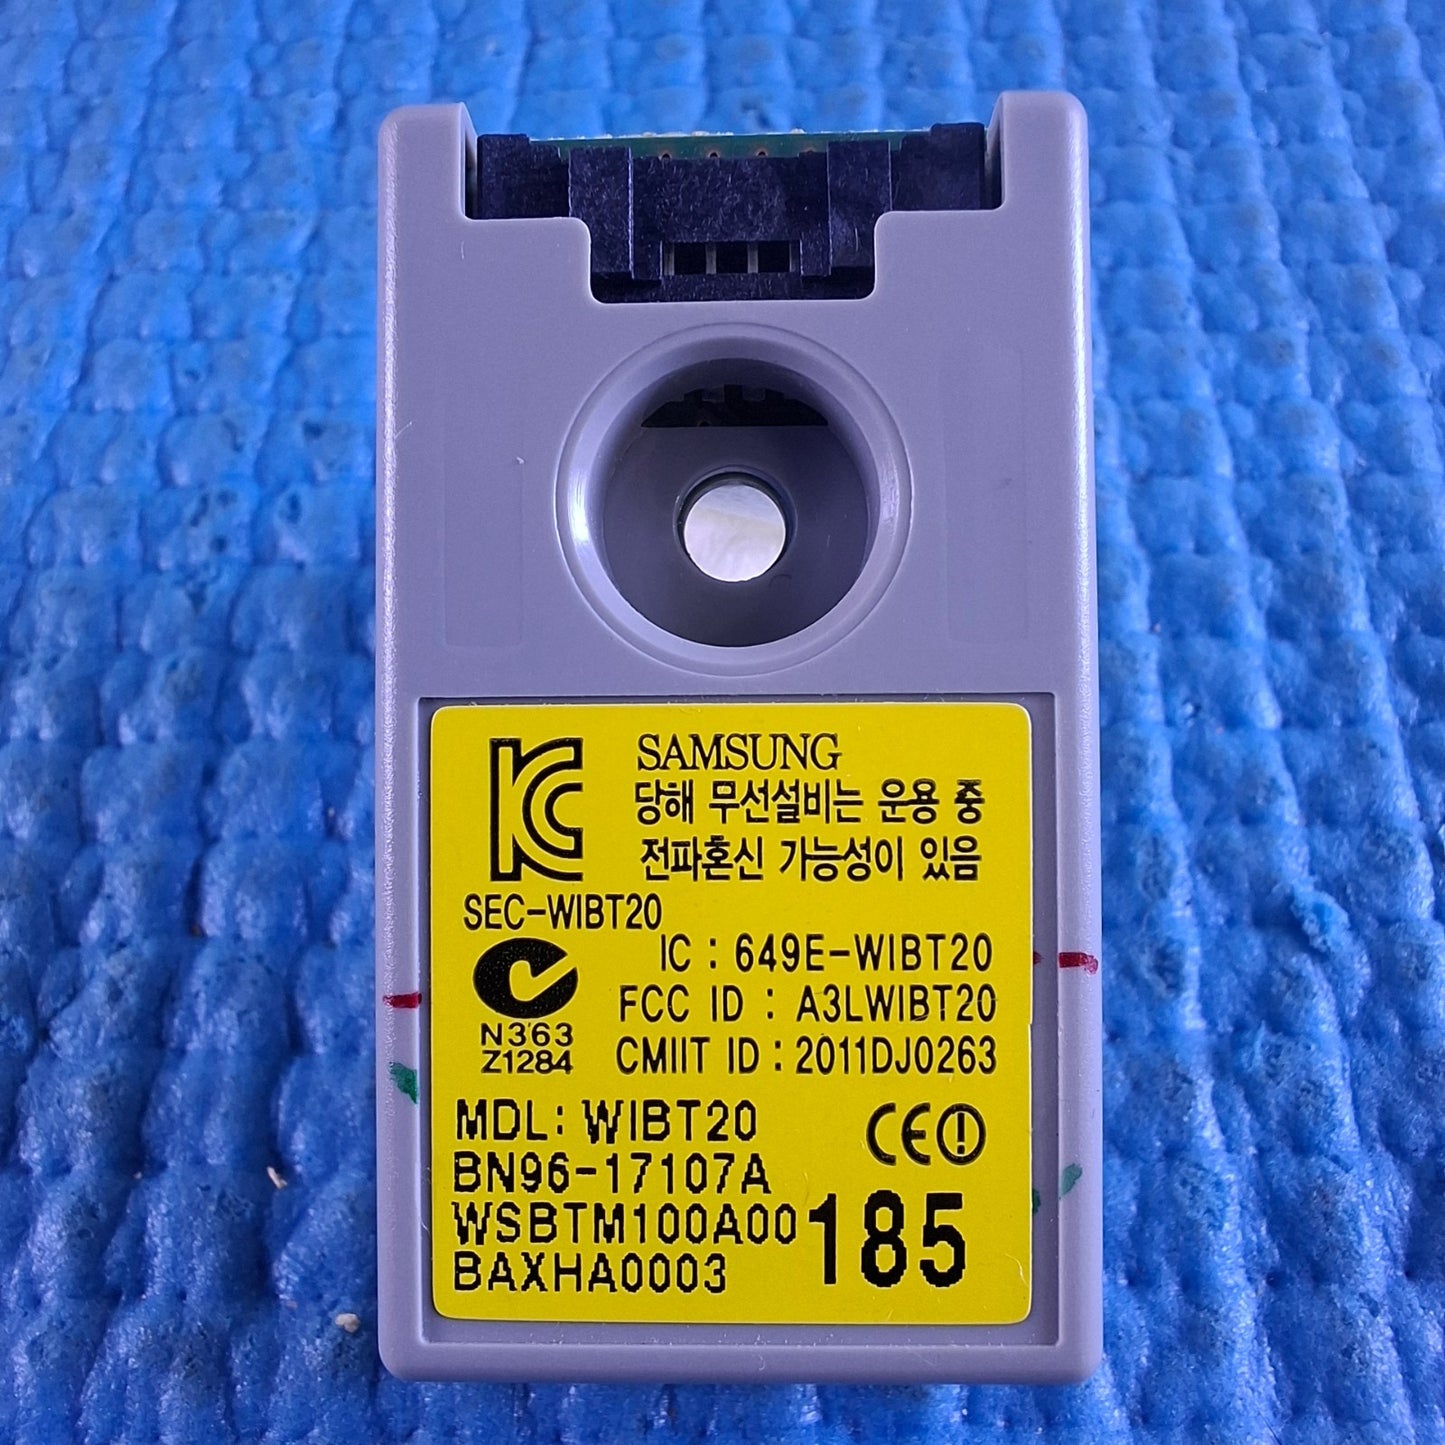 KC
SAMSUNG
당해 무선설비는 운용 중
전파혼신 가능성이 있음
SEC-WIBT20
IC : 649E-WIBT20
FCC ID : A3LWIBT20
CMIIT ID : 2011DJ0263
N363
Z1284
MDL: WIBT20
CE
BN96-17107A
WSBTM100A00
185
BAXHA0003